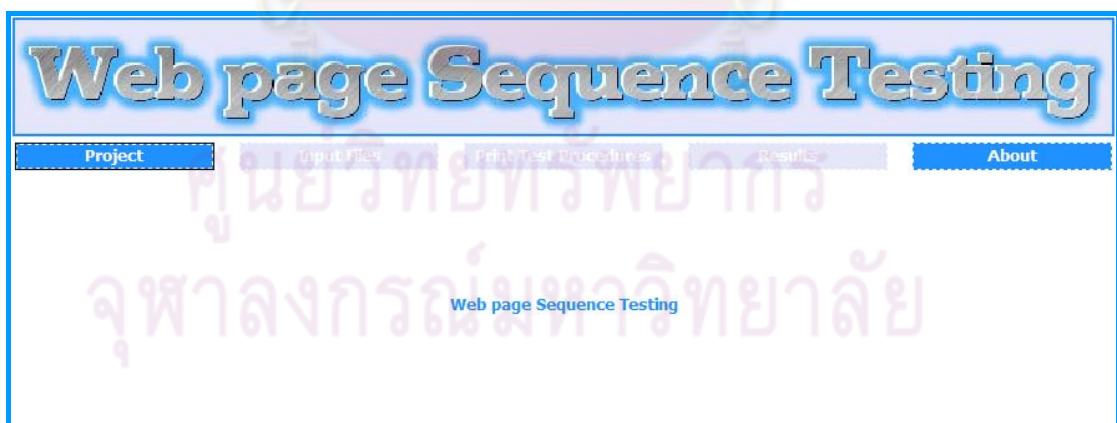 Web page Sequence Testing
Project Input Files Print Test Procedures Results About
ศูนย์วิทยทรัพยากร
Web page Sequence Testing
จุฬาลงกรณ์มหาวิทยาลัย